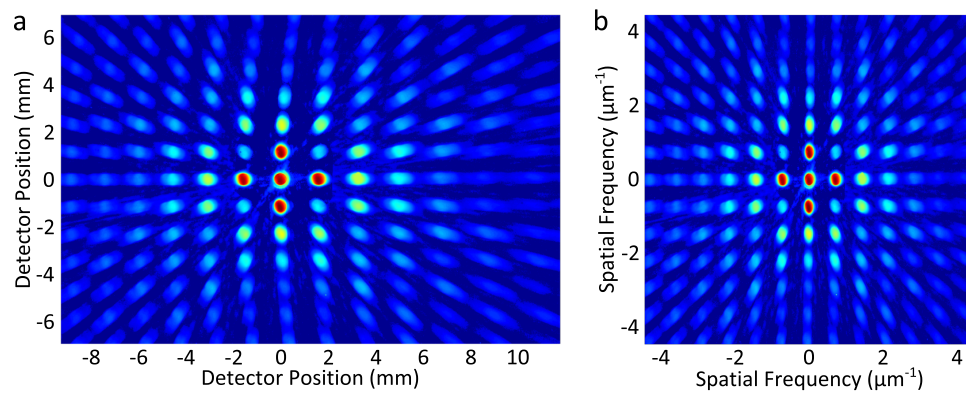 a
6
4
2
0
-2
-4
-6
Detector Position (mm)
-8 -6 -4 -2 0 2 4 6 8 10
Detector Position (mm)
b
4
2
0
-2
-4
Spatial Frequency (µm⁻¹)
-4 -2 0 2 4
Spatial Frequency (µm⁻¹)